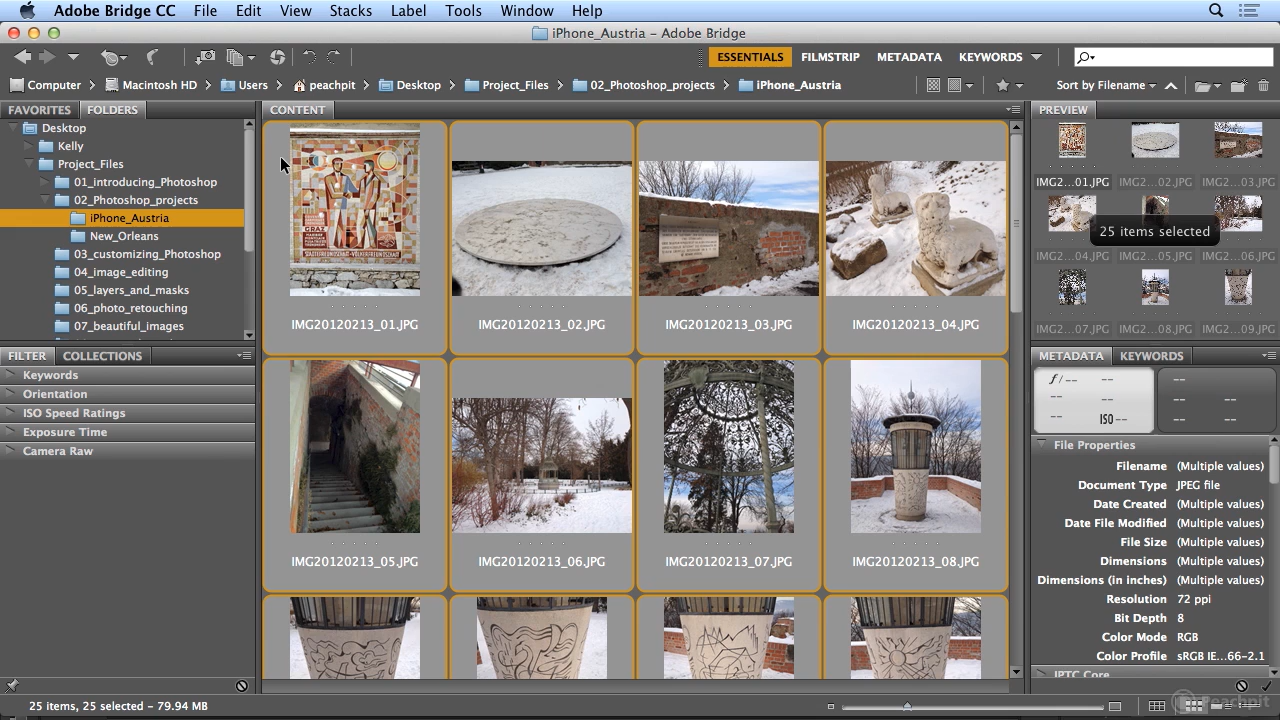 Adobe Bridge CC File Edit View Stacks Label Tools Window Help
iPhone_Austria – Adobe Bridge
ESSENTIALS FILMSTRIP METADATA KEYWORDS
Computer Macintosh HD Users peachpit Desktop Project_Files 02_Photoshop_projects iPhone_Austria Sort by Filename
FAVORITES FOLDERS
Desktop
Kelly
Project_Files
01_introducing_Photoshop
02_Photoshop_projects
iPhone_Austria
New_Orleans
03_customizing_Photoshop
04_image_editing
05_layers_and_masks
06_photo_retouching
07_beautiful_images
FILTER COLLECTIONS
Keywords
Orientation
ISO Speed Ratings
Exposure Time
Camera Raw
CONTENT
GRAZ
STÄDTEFREUNDSCHAFT-VÖLKERFREUNDSCHAFT
IMG20120213_01.JPG IMG20120213_02.JPG IMG20120213_03.JPG IMG20120213_04.JPG
IMG20120213_05.JPG IMG20120213_06.JPG IMG20120213_07.JPG IMG20120213_08.JPG
PREVIEW
IMG2...01.JPG IMG2...02.JPG IMG2...03.JPG
25 items selected
...04.JPG IMG2...05.JPG IMG2...06.JPG
IMG2...07.JPG IMG2...08.JPG IMG2...09.JPG
METADATA KEYWORDS
f/-- --
-- ISO--
-- --
-- --
-- --
File Properties
Filename (Multiple values)
Document Type JPEG file
Date Created (Multiple values)
Date File Modified (Multiple values)
File Size (Multiple values)
Dimensions (Multiple values)
Dimensions (in inches) (Multiple values)
Resolution 72 ppi
Bit Depth 8
Color Mode RGB
Color Profile sRGB IE...66-2.1
IPTC Core
25 items, 25 selected – 79.94 MB
Peachpit